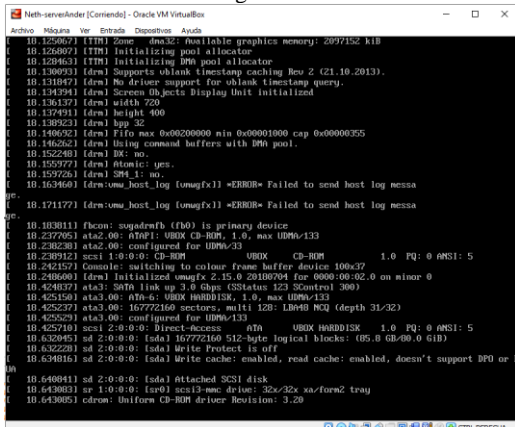 Neth-serverAnder [Corriendo] - Oracle VM VirtualBox
Archivo Máquina Ver Entrada Dispositivos Ayuda
[ 18.125067] [TTM] Zone dma32: Available graphics memory: 2097152 kiB
[ 18.126807] [TTM] Initializing pool allocator
[ 18.128463] [TTM] Initializing DMA pool allocator
[ 18.130093] [drm] Supports vblank timestamp caching Rev 2 (21.10.2013).
[ 18.131847] [drm] No driver support for vblank timestamp query.
[ 18.134394] [drm] Screen Objects Display Unit initialized
[ 18.136137] [drm] width 720
[ 18.137491] [drm] height 400
[ 18.138923] [drm] bpp 32
[ 18.140692] [drm] Fifo max 0x00200000 min 0x00001000 cap 0x00000355
[ 18.146262] [drm] Using command buffers with DMA pool.
[ 18.152248] [drm] DX: no.
[ 18.155977] [drm] Atomic: yes.
[ 18.159726] [drm] SM4_1: no.
[ 18.163460] [drm:vmw_host_log [vmwgfx]] *ERROR* Failed to send host log messa
ge.
[ 18.171177] [drm:vmw_host_log [vmwgfx]] *ERROR* Failed to send host log messa
ge.
[ 18.183811] fbcon: svgadrmfb (fb0) is primary device
[ 18.237705] ata2.00: ATAPI: VBOX CD-ROM, 1.0, max UDMA/133
[ 18.238238] ata2.00: configured for UDMA/33
[ 18.238912] scsi 1:0:0:0: CD-ROM VBOX CD-ROM 1.0 PQ: 0 ANSI: 5
[ 18.242157] Console: switching to colour frame buffer device 100x37
[ 18.248600] [drm] Initialized vmwgfx 2.15.0 20180704 for 0000:00:02.0 on minor 0
[ 18.424837] ata3: SATA link up 3.0 Gbps (SStatus 123 SControl 300)
[ 18.425150] ata3.00: ATA-6: VBOX HARDDISK, 1.0, max UDMA/133
[ 18.425237] ata3.00: 167772160 sectors, multi 128: LBA48 NCQ (depth 31/32)
[ 18.425529] ata3.00: configured for UDMA/133
[ 18.425710] scsi 2:0:0:0: Direct-Access ATA VBOX HARDDISK 1.0 PQ: 0 ANSI: 5
[ 18.632045] sd 2:0:0:0: [sda] 167772160 512-byte logical blocks: (85.8 GB/80.0 GiB)
[ 18.632228] sd 2:0:0:0: [sda] Write Protect is off
[ 18.634816] sd 2:0:0:0: [sda] Write cache: enabled, read cache: enabled, doesn't support DPO or
UA
[ 18.640841] sd 2:0:0:0: [sda] Attached SCSI disk
[ 18.643083] sr 1:0:0:0: [sr0] scsi3-mmc drive: 32x/32x xa/form2 tray
[ 18.643085] cdrom: Uniform CD-ROM driver Revision: 3.20
CTRL DERECHA